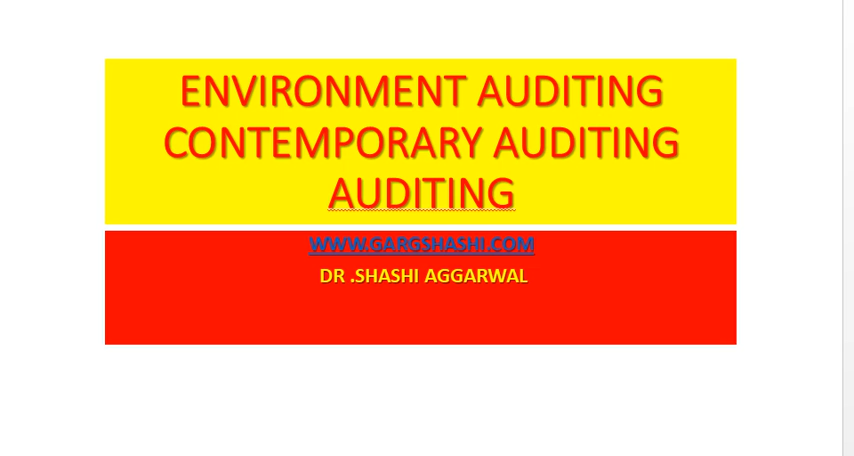 ENVIRONMENT AUDITING
CONTEMPORARY AUDITING
AUDITING
WWW.GARGSHASHI.COM
DR .SHASHI AGGARWAL